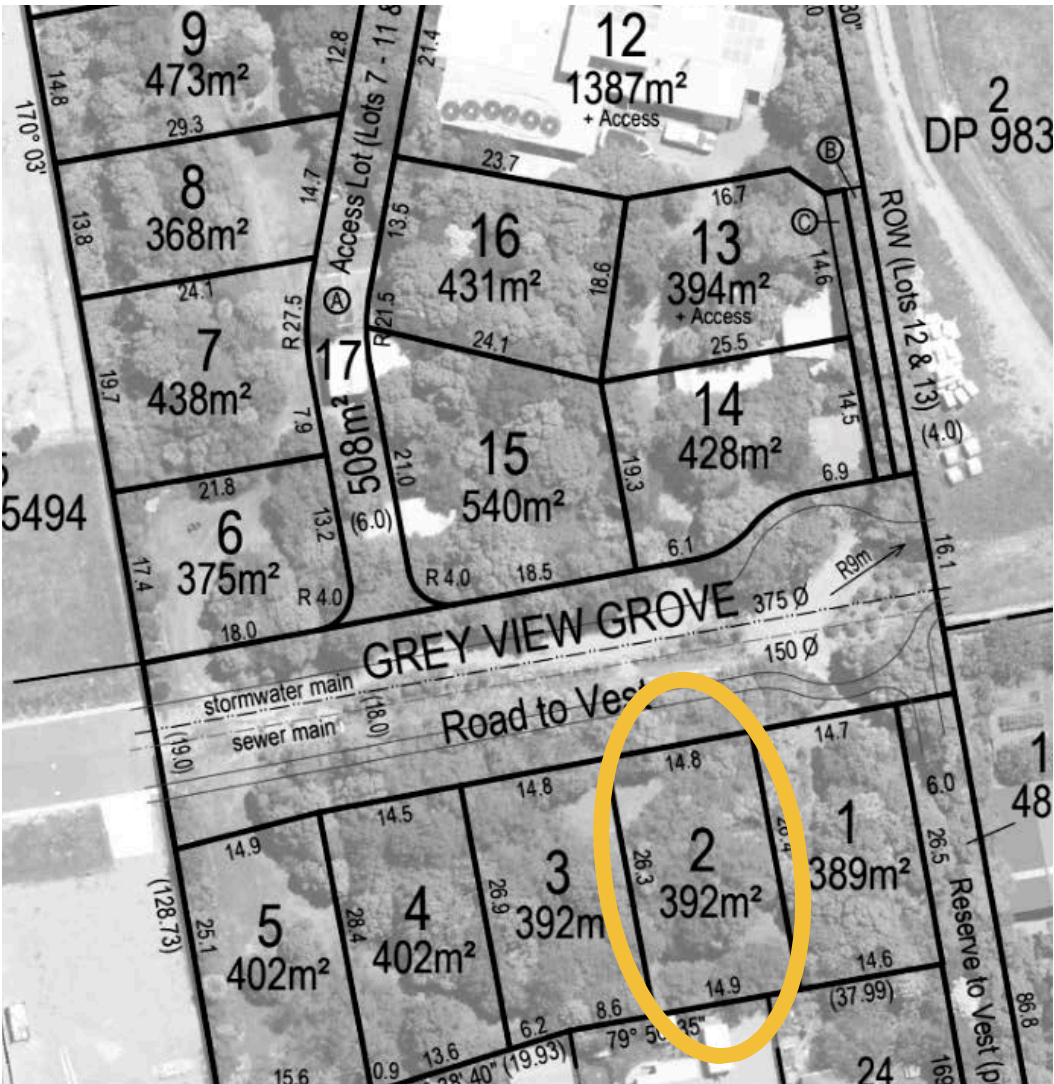 9
473m²
12.8
21.4
14.8
170° 03'
29.3
Access Lot (Lots 7 - 11 &
12
1387m²
+ Access
30"
2
DP 983
8
368m²
14.7
13.8
24.1
23.7
B
16.7
C
13.5
16
431m²
18.6
13
394m²
+ Access
14.6
25.5
ROW (Lots 12 & 13)
(4.0)
A
R 27.5
R 21.5
7
438m²
19.7
7.9
21.8
17
508m²
(6.0)
24.1
15
540m²
21.0
19.3
14
428m²
14.5
6.9
5494
6
375m²
13.2
17.4
R 4.0
18.0
R 4.0
18.5
6.1
R9m
16.1
GREY VIEW GROVE
375 Ø
150 Ø
stormwater main
sewer main
(18.0)
(19.0)
Road to Vest
14.9
14.5
14.8
14.8
14.7
6.0
1
48
5
402m²
25.1
(128.73)
28.4
4
402m²
26.9
3
392m
26.3
2
392m²
1
389m²
26.5
15.6
0.9
13.6
6.2
8.6
14.9
14.6
(37.99)
(19.93)
24
Reserve to Vest (p
86.8